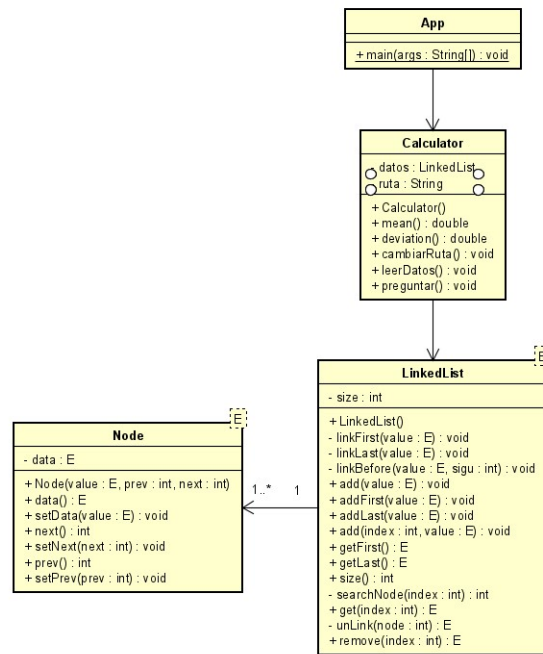 App
+ main(args : String[]) : void
Calculator
- datos : LinkedList
ruta : String
+ Calculator()
+ mean() : double
+ deviation() : double
+ cambiarRuta() : void
+ leerDatos() : void
+ preguntar() : void
E
LinkedList
- size : int
+ LinkedList()
- linkFirst(value : E) : void
- linkLast(value : E) : void
- linkBefore(value : E, sigu : int) : void
+ add(value : E) : void
+ addFirst(value : E) : void
+ addLast(value : E) : void
+ add(index : int, value : E) : void
+ getFirst() : E
+ getLast() : E
+ size() : int
- searchNode(index : int) : int
+ get(index : int) : E
- unLink(node : int) : E
+ remove(index : int) : E
E
Node
- data : E
+ Node(value : E, prev : int, next : int)
+ data() : E
+ setData(value : E) : void
+ next() : int
+ setNext(next : int) : void
+ prev() : int
+ setPrev(prev : int) : void
1..* 1